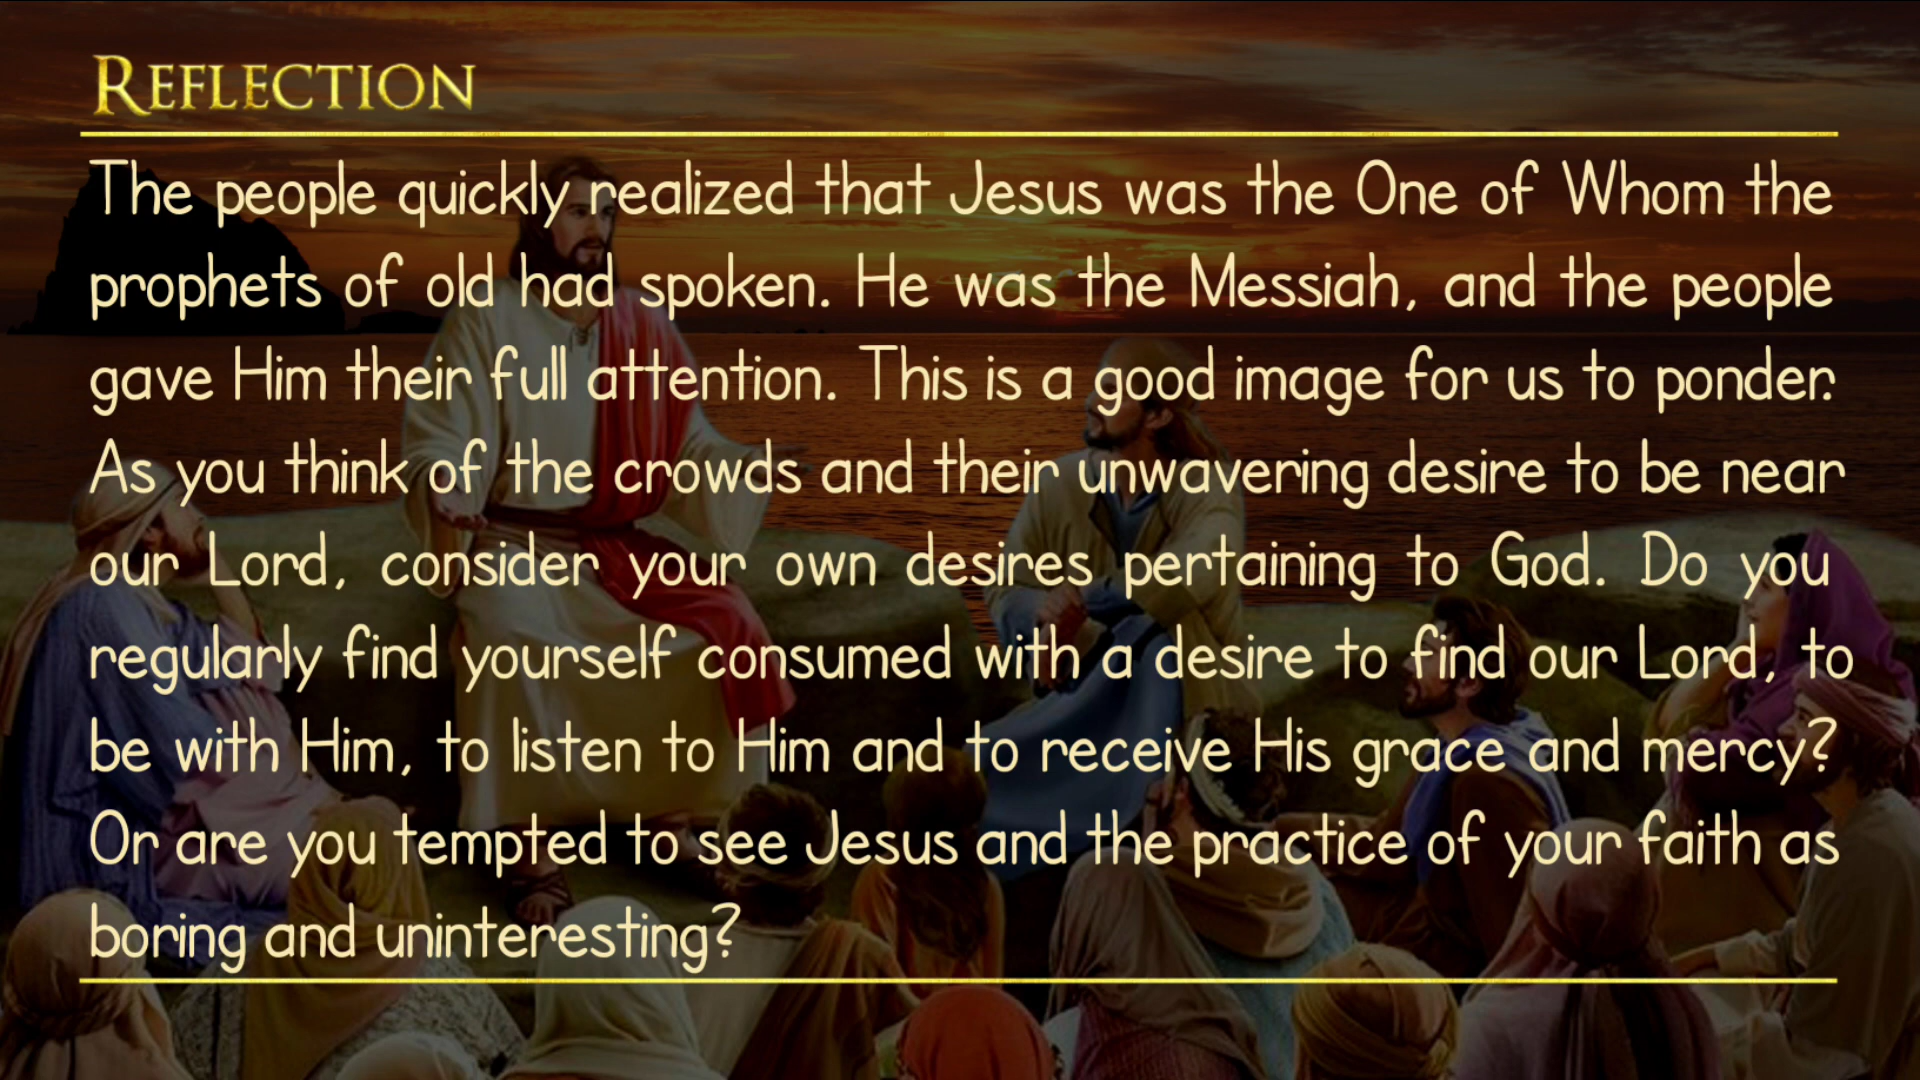 REFLECTION
The people quickly realized that Jesus was the One of Whom the
prophets of old had spoken. He was the Messiah, and the people
gave Him their full attention. This is a good image for us to ponder.
As you think of the crowds and their unwavering desire to be near
our Lord, consider your own desires pertaining to God. Do you
regularly find yourself consumed with a desire to find our Lord, to
be with Him, to listen to Him and to receive His grace and mercy?
Or are you tempted to see Jesus and the practice of your faith as
boring and uninteresting?